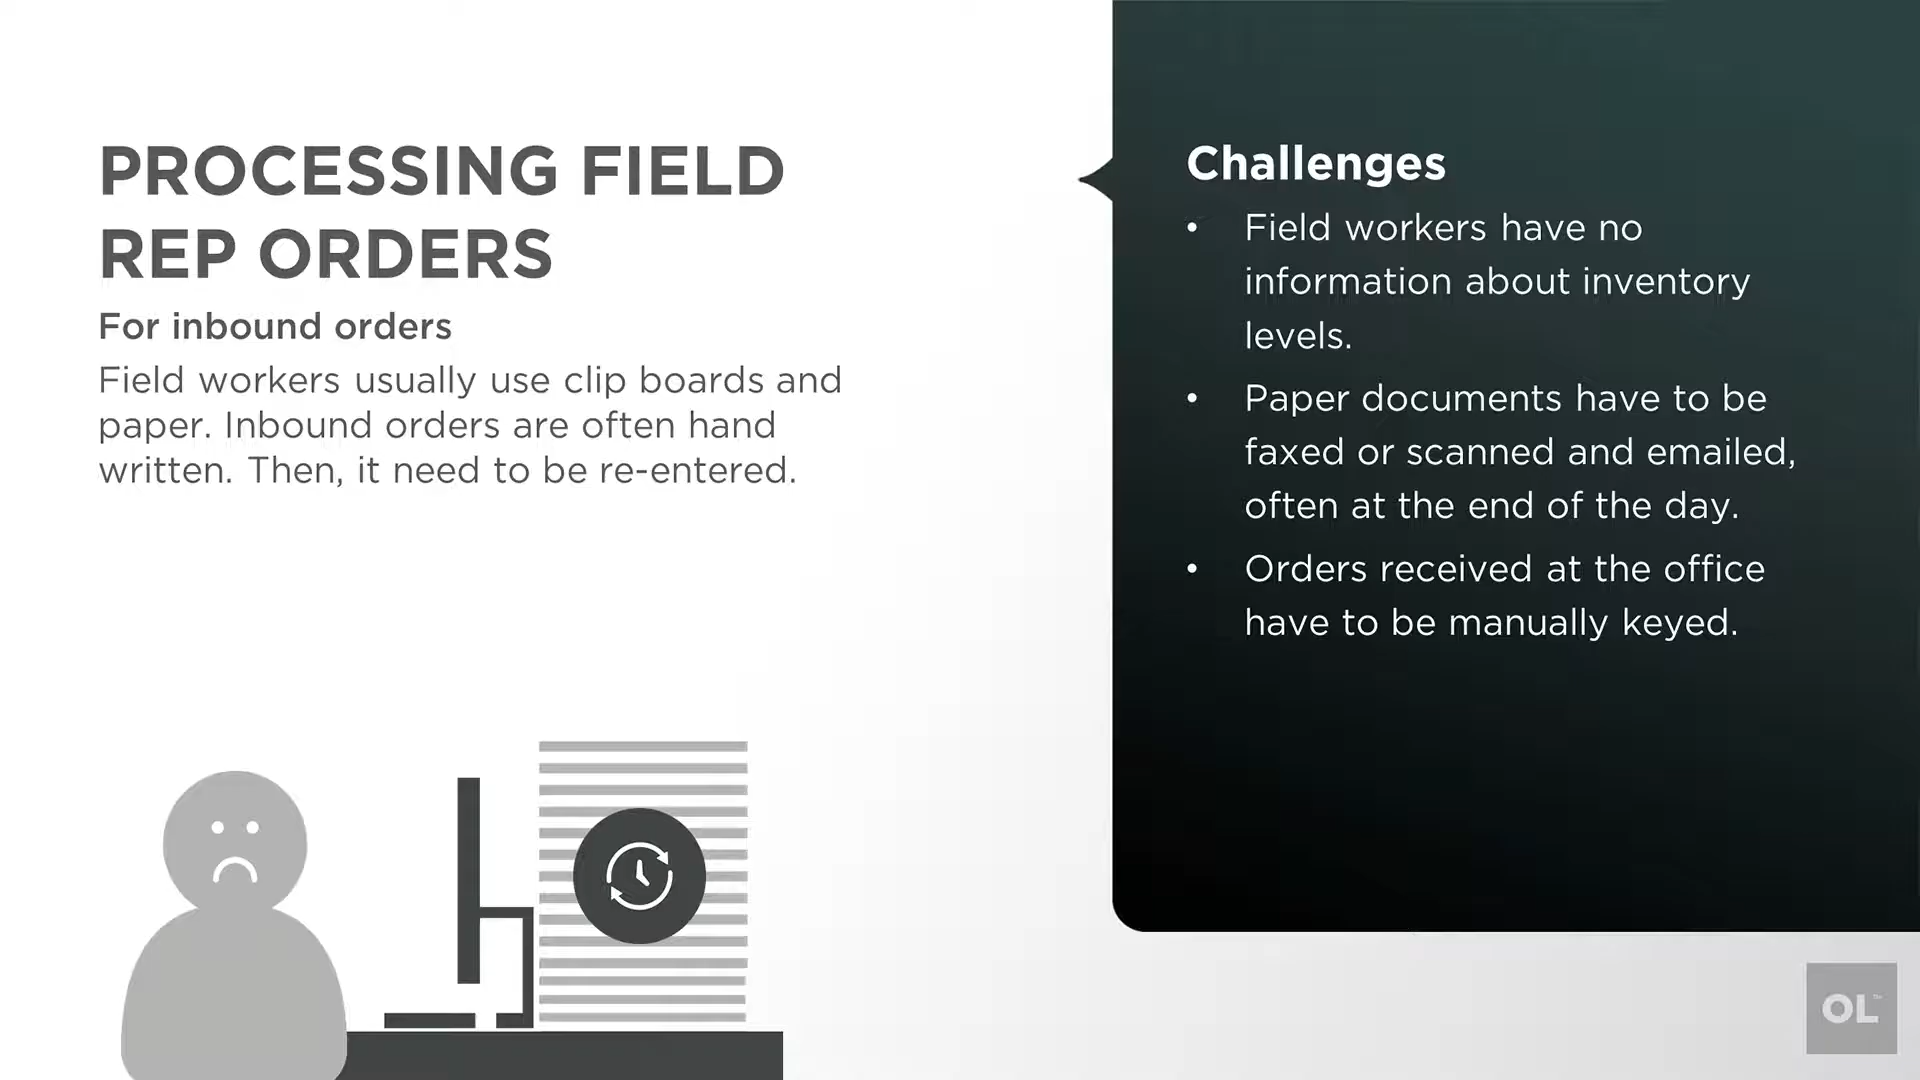 PROCESSING FIELD
REP ORDERS
For inbound orders
Field workers usually use clip boards and
paper. Inbound orders are often hand
written. Then, it need to be re-entered.
Challenges
• Field workers have no
information about inventory
levels.
• Paper documents have to be
faxed or scanned and emailed,
often at the end of the day.
• Orders received at the office
have to be manually keyed.
OL™